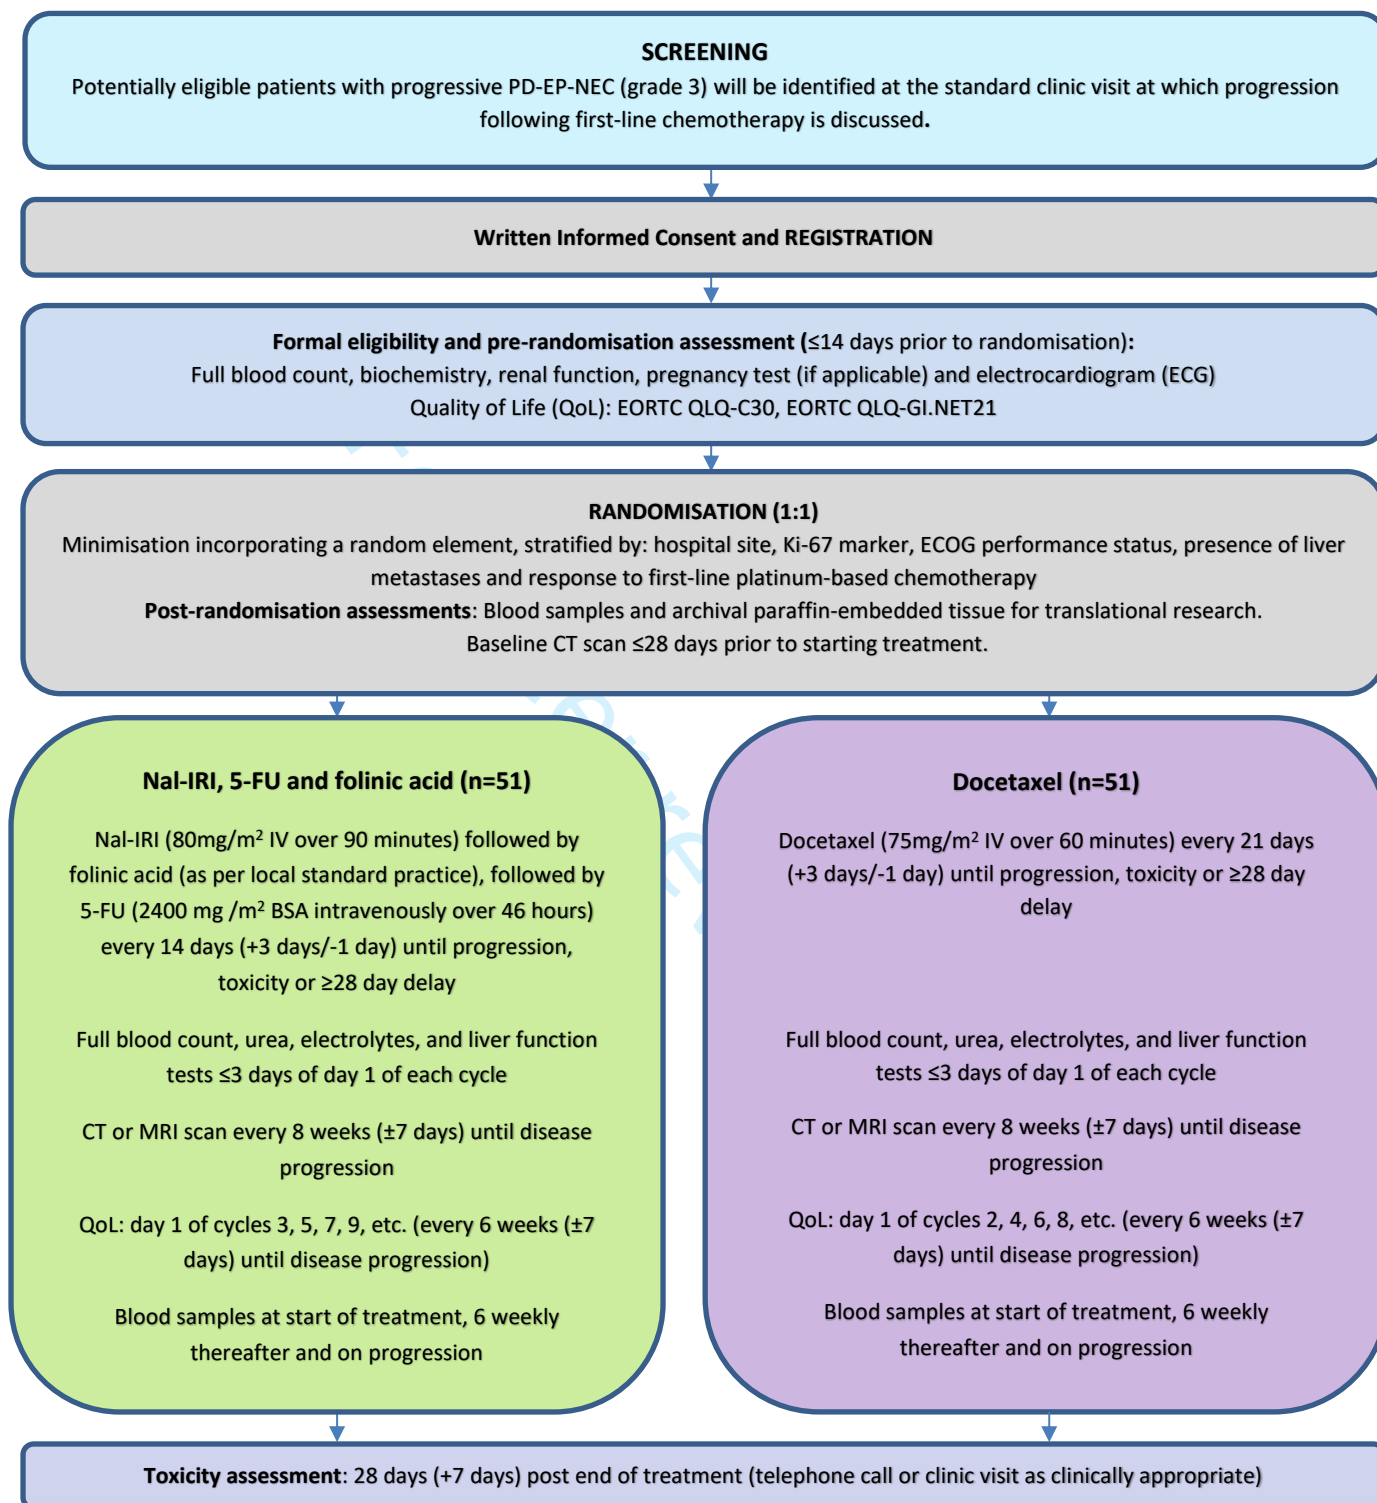 SCREENING
Potentially eligible patients with progressive PD-EP-NEC (grade 3) will be identified at the standard clinic visit at which progression
following first-line chemotherapy is discussed.
Written Informed Consent and REGISTRATION
Formal eligibility and pre-randomisation assessment (≤14 days prior to randomisation):
Full blood count, biochemistry, renal function, pregnancy test (if applicable) and electrocardiogram (ECG)
Quality of Life (QoL): EORTC QLQ-C30, EORTC QLQ-GI.NET21
RANDOMISATION (1:1)
Minimisation incorporating a random element, stratified by: hospital site, Ki-67 marker, ECOG performance status, presence of liver
metastases and response to first-line platinum-based chemotherapy
Post-randomisation assessments: Blood samples and archival paraffin-embedded tissue for translational research.
Baseline CT scan ≤28 days prior to starting treatment.
Nal-IRI, 5-FU and folinic acid (n=51)
Nal-IRI (80mg/m² IV over 90 minutes) followed by
folinic acid (as per local standard practice), followed by
5-FU (2400 mg /m² BSA intravenously over 46 hours)
every 14 days (+3 days/-1 day) until progression,
toxicity or ≥28 day delay
Full blood count, urea, electrolytes, and liver function
tests ≤3 days of day 1 of each cycle
CT or MRI scan every 8 weeks (±7 days) until disease
progression
QoL: day 1 of cycles 3, 5, 7, 9, etc. (every 6 weeks (±7
days) until disease progression)
Blood samples at start of treatment, 6 weekly
thereafter and on progression
Docetaxel (n=51)
Docetaxel (75mg/m² IV over 60 minutes) every 21 days
(+3 days/-1 day) until progression, toxicity or ≥28 day
delay
Full blood count, urea, electrolytes, and liver function
tests ≤3 days of day 1 of each cycle
CT or MRI scan every 8 weeks (±7 days) until disease
progression
QoL: day 1 of cycles 2, 4, 6, 8, etc. (every 6 weeks (±7
days) until disease progression)
Blood samples at start of treatment, 6 weekly
thereafter and on progression
Toxicity assessment: 28 days (+7 days) post end of treatment (telephone call or clinic visit as clinically appropriate)